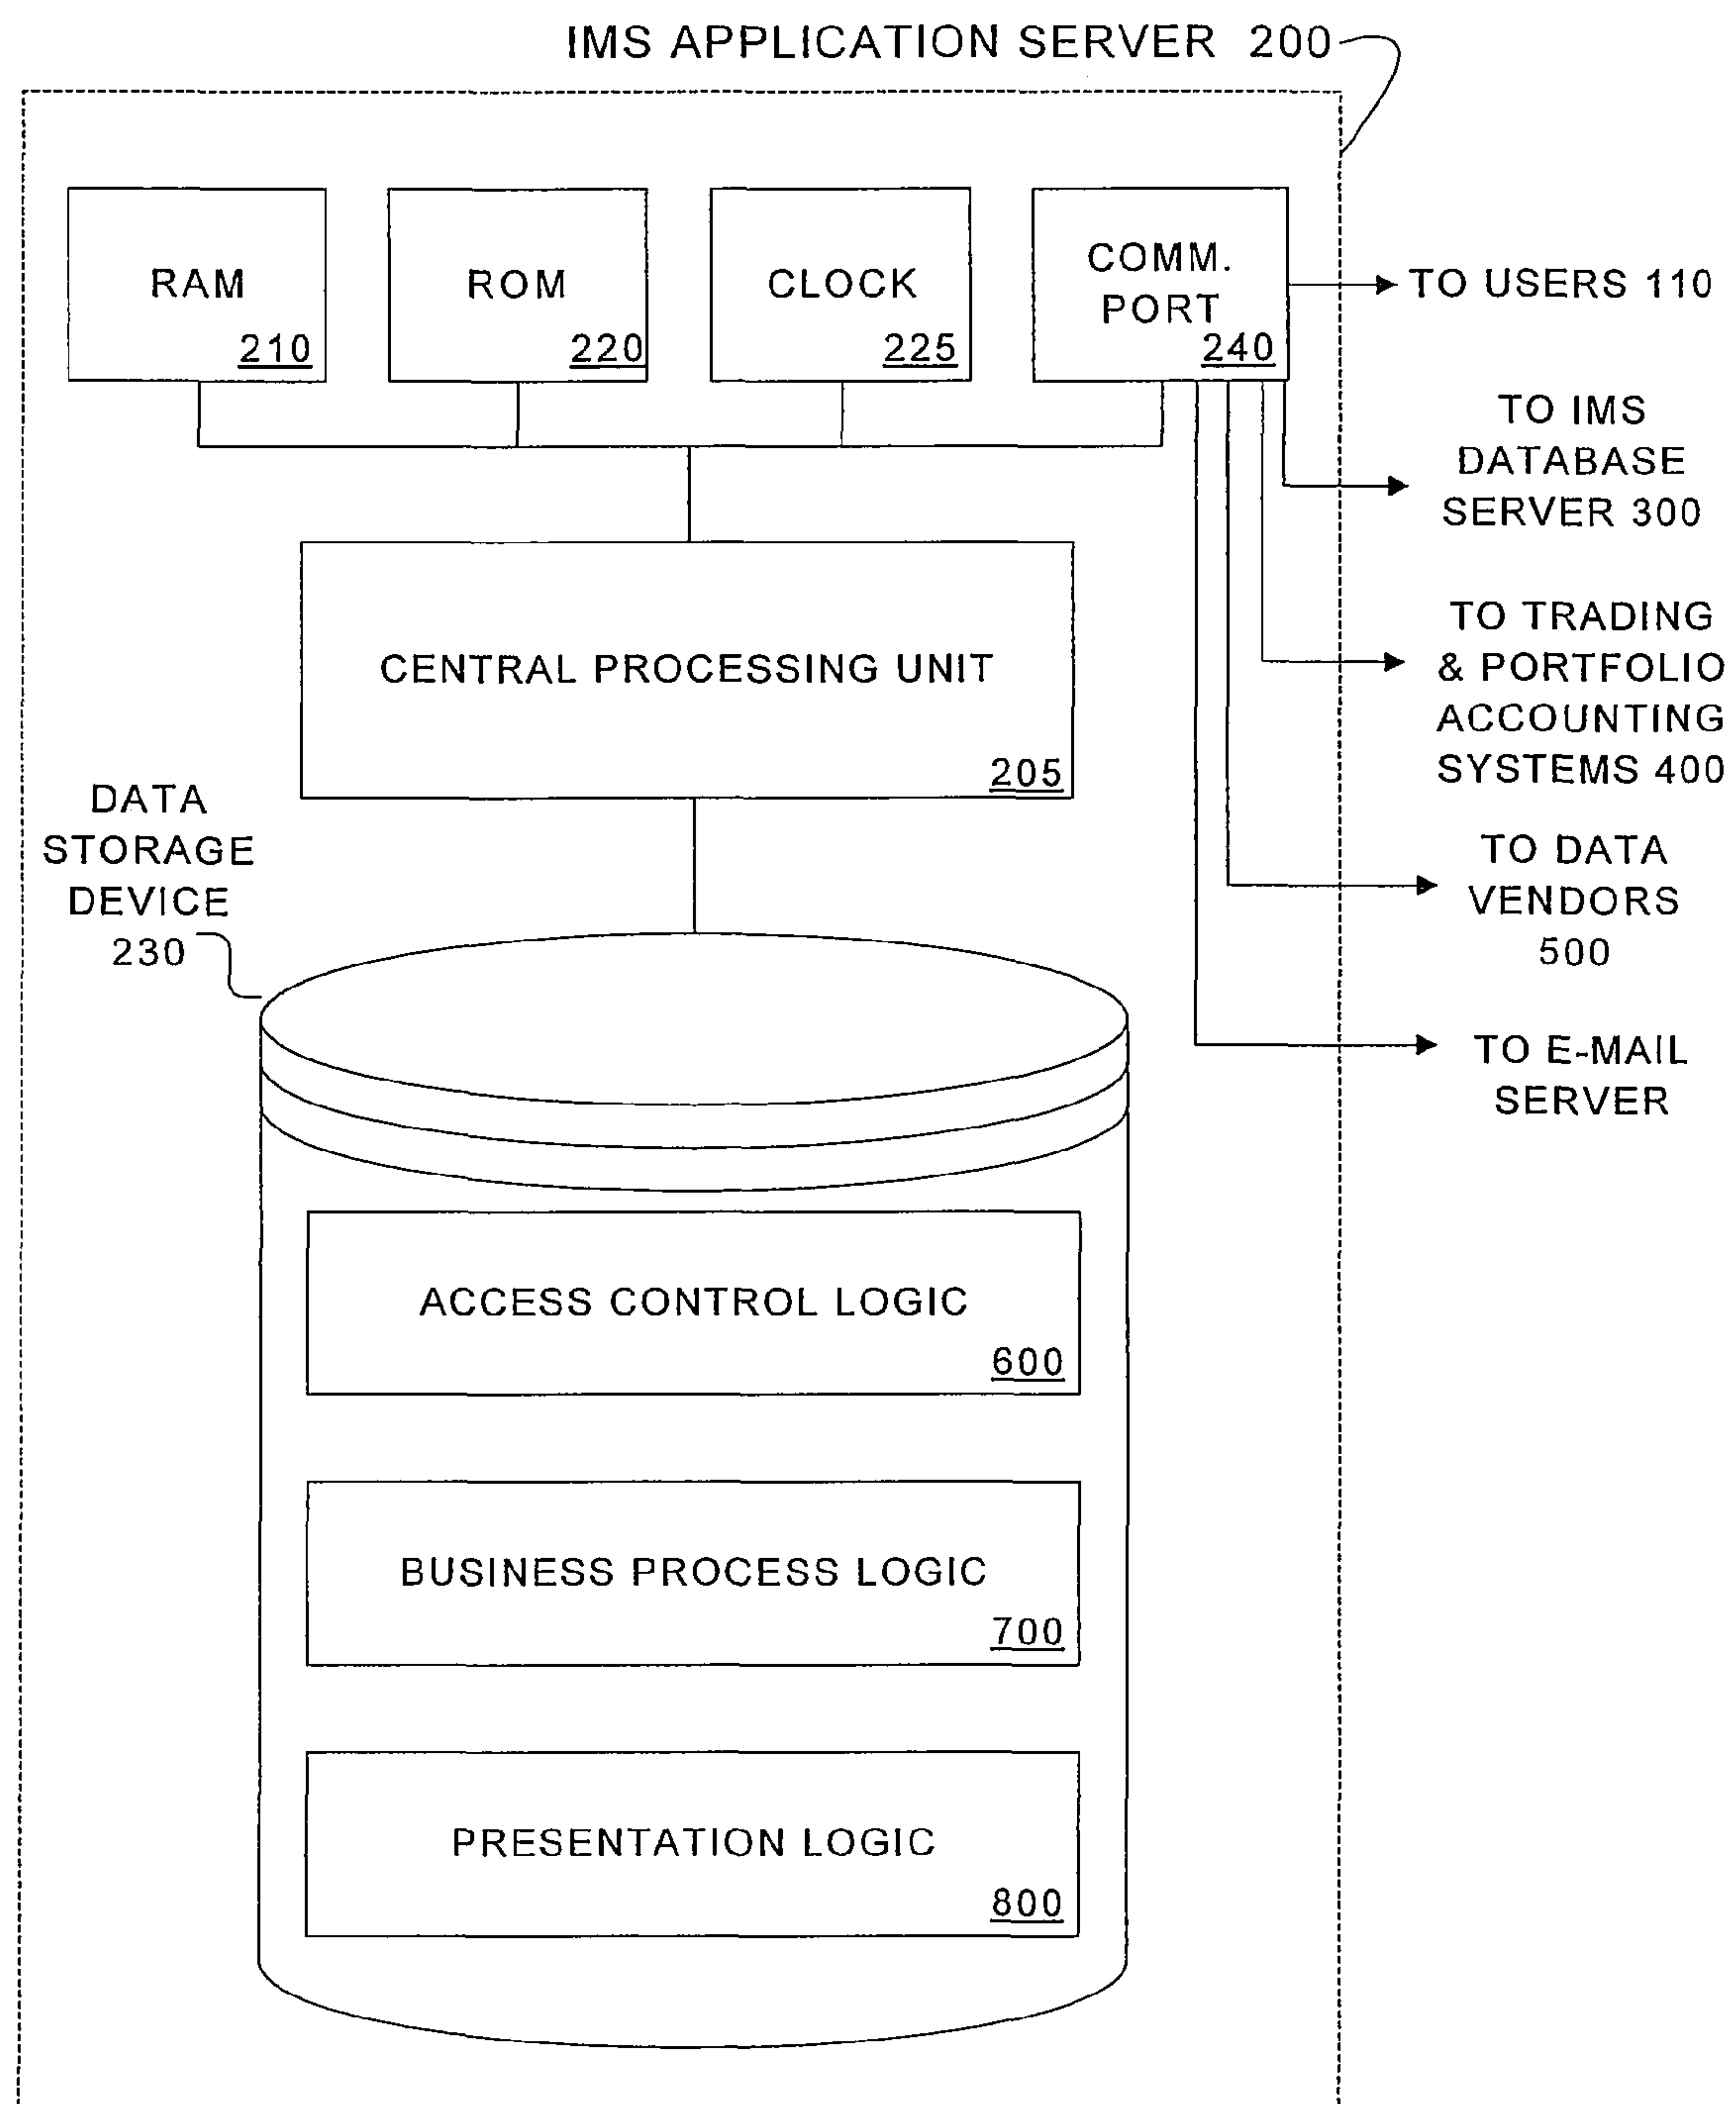 IMS APPLICATION SERVER 200
RAM
210
ROM
220
CLOCK
225
COMM.
PORT
240
TO USERS 110
TO IMS
DATABASE
SERVER 300
TO TRADING
& PORTFOLIO
ACCOUNTING
SYSTEMS 400
TO DATA
VENDORS
500
TO E-MAIL
SERVER
CENTRAL PROCESSING UNIT
205
DATA
STORAGE
DEVICE
230
ACCESS CONTROL LOGIC
600
BUSINESS PROCESS LOGIC
700
PRESENTATION LOGIC
800